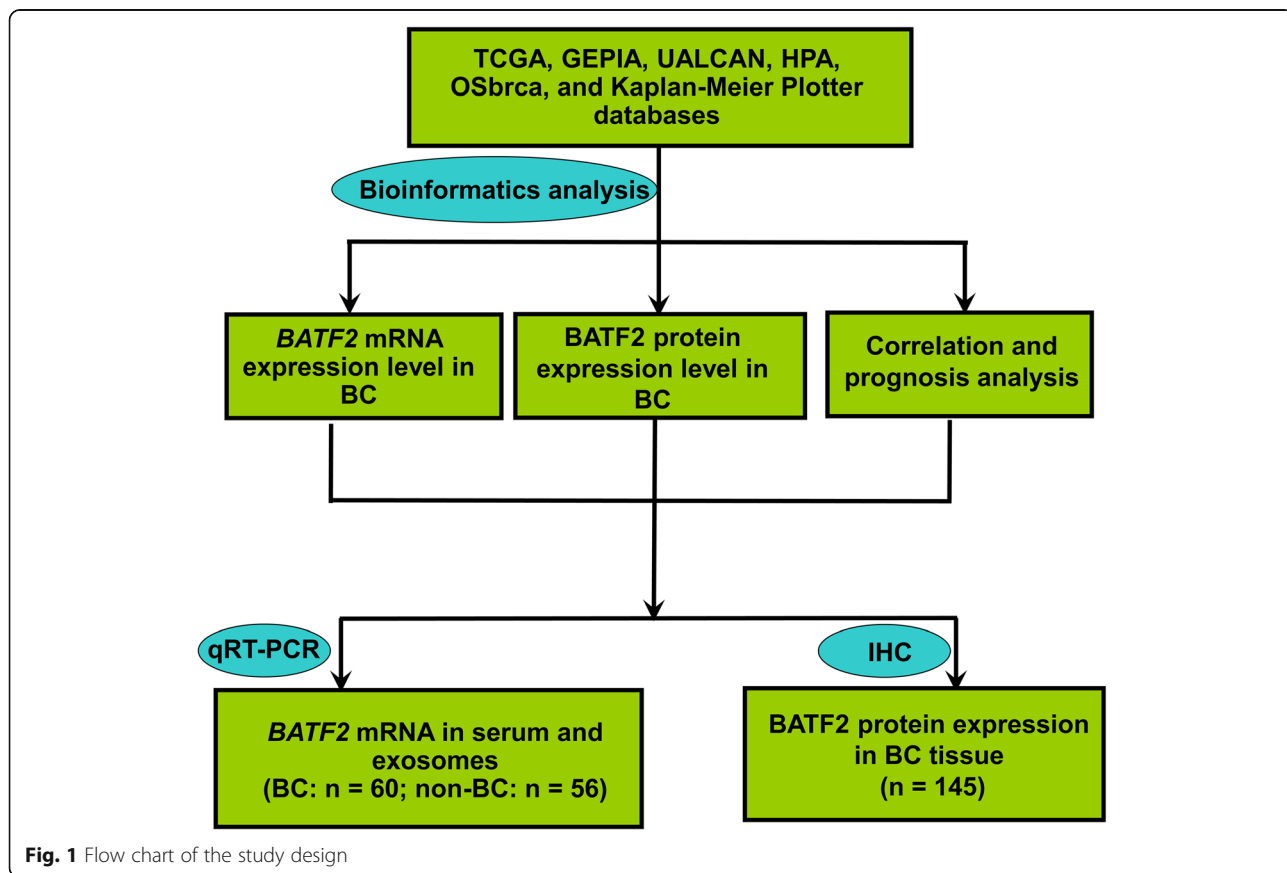 TCGA, GEPIA, UALCAN, HPA,
OSbrca, and Kaplan-Meier Plotter
databases
Bioinformatics analysis
BATF2 mRNA
expression level in
BC
BATF2 protein
expression level in
BC
Correlation and
prognosis analysis
qRT-PCR
IHC
BATF2 mRNA in serum and
exosomes
(BC: n = 60; non-BC: n = 56)
BATF2 protein expression
in BC tissue
(n = 145)
Fig. 1 Flow chart of the study design